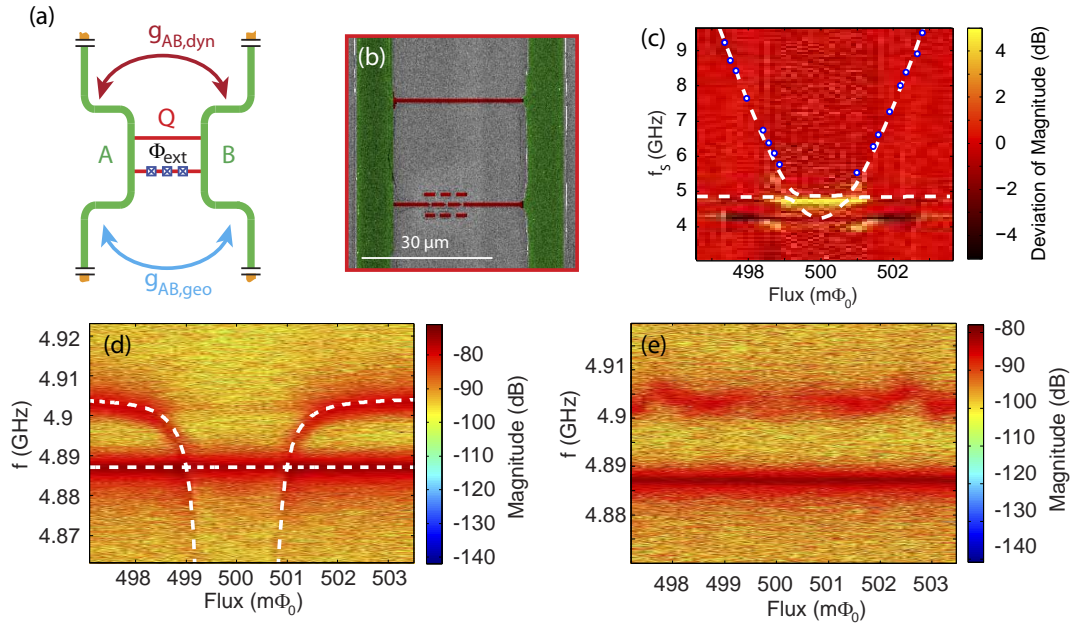 (a)
g_AB,dyn
Q
A
Φ_ext
B
g_AB,geo
(b)
30 μm
(c)
9
8
7
6
5
4
f_S (GHz)
498
500
502
Flux (mΦ_0)
4
2
0
-2
-4
Deviation of Magnitude (dB)
(d)
4.92
4.91
4.9
4.89
4.88
4.87
f (GHz)
498
499
500
501
502
503
Flux (mΦ_0)
-80
-90
-100
-110
-120
-130
-140
Magnitude (dB)
(e)
4.91
4.9
4.89
4.88
f (GHz)
498
499
500
501
502
503
Flux (mΦ_0)
-80
-90
-100
-110
-120
-130
-140
Magnitude (dB)